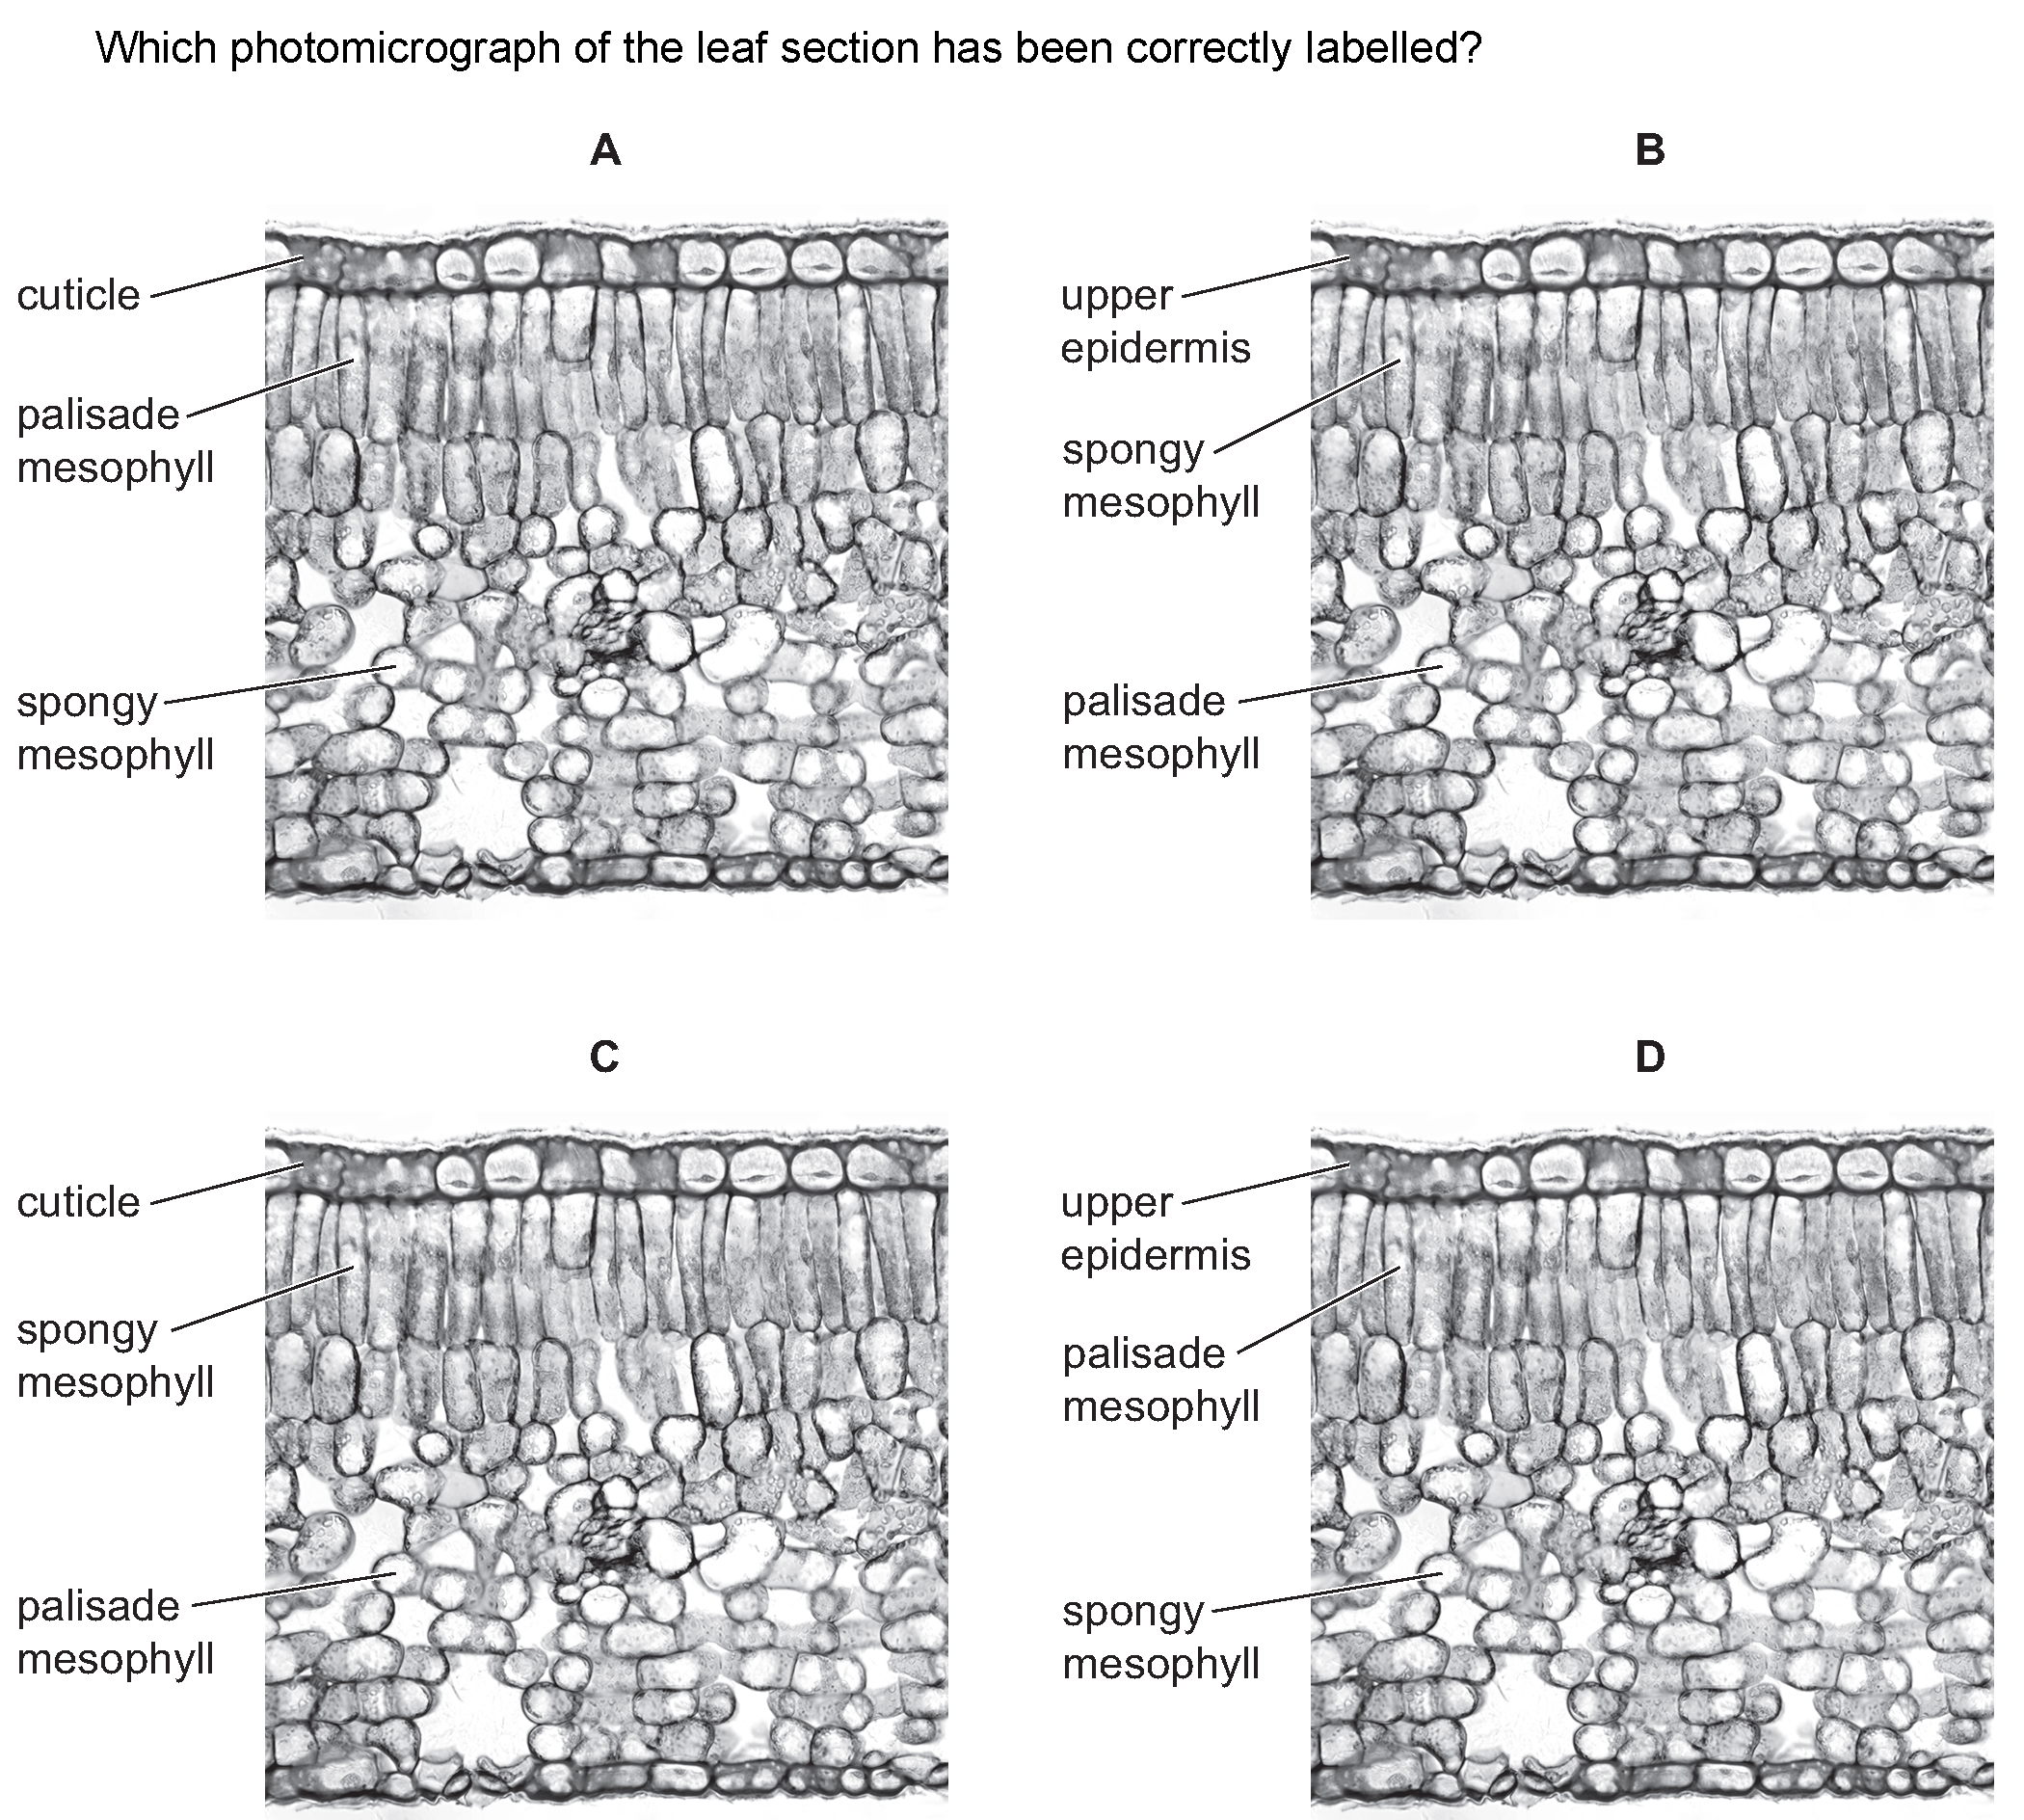 Which photomicrograph of the leaf section has been correctly labelled?
A
cuticle
palisade
mesophyll
spongy
mesophyll
B
upper
epidermis
spongy
mesophyll
palisade
mesophyll
C
cuticle
spongy
mesophyll
palisade
mesophyll
D
upper
epidermis
palisade
mesophyll
spongy
mesophyll